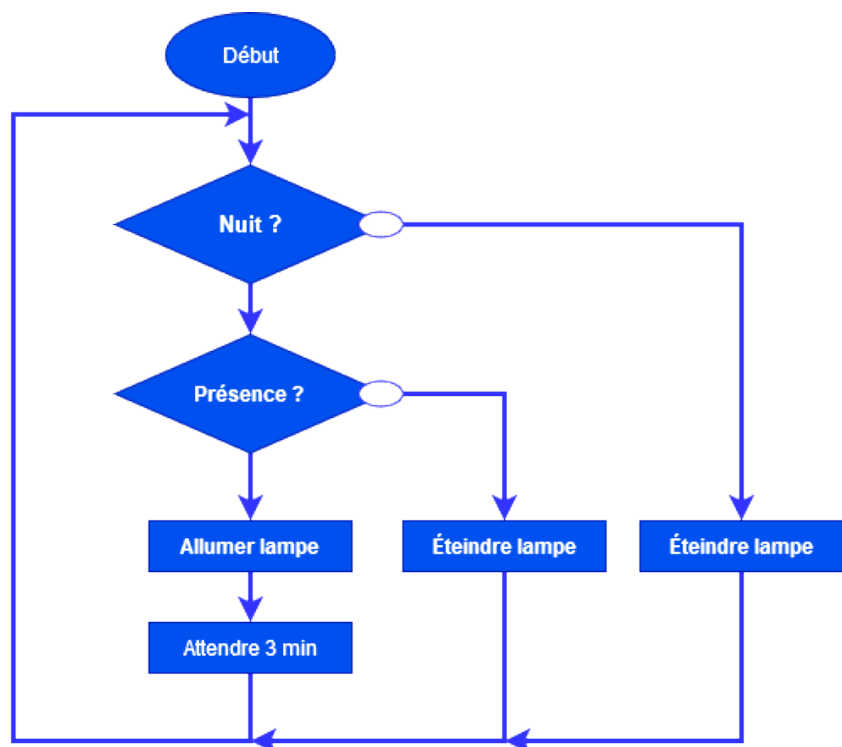 Début
Nuit ?
Présence ?
Allumer lampe
Éteindre lampe
Éteindre lampe
Attendre 3 min